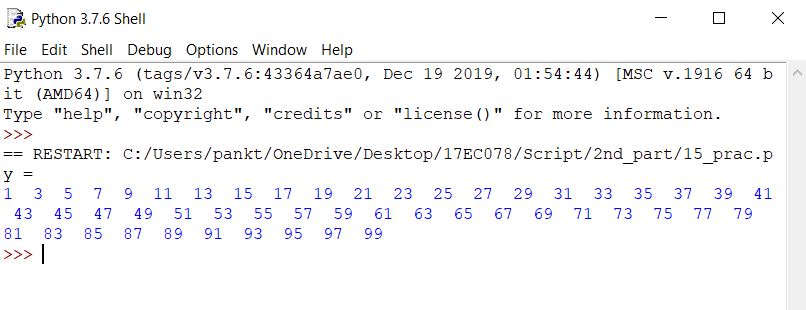 Python 3.7.6 Shell
File Edit Shell Debug Options Window Help
Python 3.7.6 (tags/v3.7.6:43364a7ae0, Dec 19 2019, 01:54:44) [MSC v.1916 64 b
it (AMD64)] on win32
Type "help", "copyright", "credits" or "license()" for more information.
>>>
== RESTART: C:/Users/pankt/OneDrive/Desktop/17EC078/Script/2nd_part/15_prac.p
y =
1 3 5 7 9 11 13 15 17 19 21 23 25 27 29 31 33 35 37 39 41
43 45 47 49 51 53 55 57 59 61 63 65 67 69 71 73 75 77 79
81 83 85 87 89 91 93 95 97 99
>>>